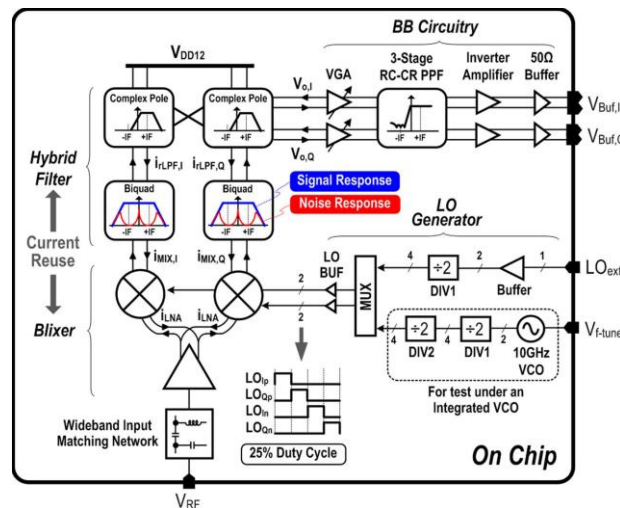 BB Circuitry
VDD12
VGA
3-Stage
RC-CR PPF
Inverter
Amplifier
50Ω
Buffer
Complex Pole
-IF +IF
Complex Pole
-IF +IF
Vo,I
Vo,Q
-IF +IF
VBuf,I
VBuf,Q
Hybrid
Filter
irLPF,I
irLPF,Q
Biquad
-IF +IF
Biquad
-IF +IF
Signal Response
Noise Response
Current
Reuse
iMIX,I
iMIX,Q
LO
Generator
LO
BUF
2
2
MUX
4
÷2
DIV1
2
Buffer
1
LOext
Blixer
iLNA
iLNA
4
÷2
DIV2
4
÷2
DIV1
2
10GHz
VCO
Vf-tune
For test under
an Integrated VCO
LOIp
LOQp
LOIn
LOQn
25% Duty Cycle
Wideband Input
Matching Network
On Chip
VRF